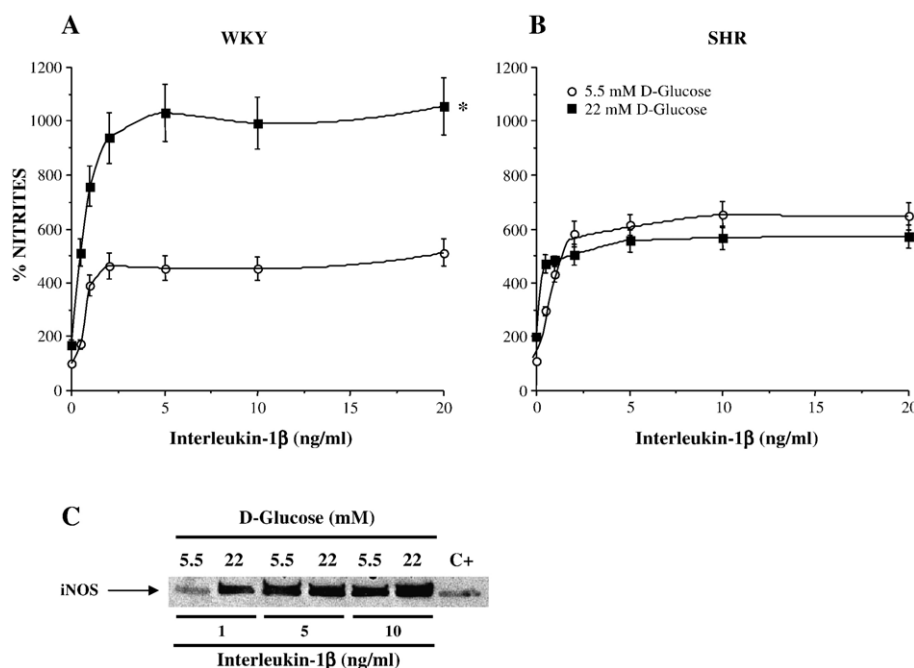 A
WKY
B
SHR
1200
1000
800
600
400
200
0
% NITRITES
*
0
5
10
15
20
Interleukin-1β (ng/ml)
1200
1000
800
600
400
200
0
5.5 mM D-Glucose
22 mM D-Glucose
0
5
10
15
20
Interleukin-1β (ng/ml)
C
D-Glucose (mM)
5.5 22 5.5 22 5.5 22 C+
iNOS
1 5 10
Interleukin-1β (ng/ml)